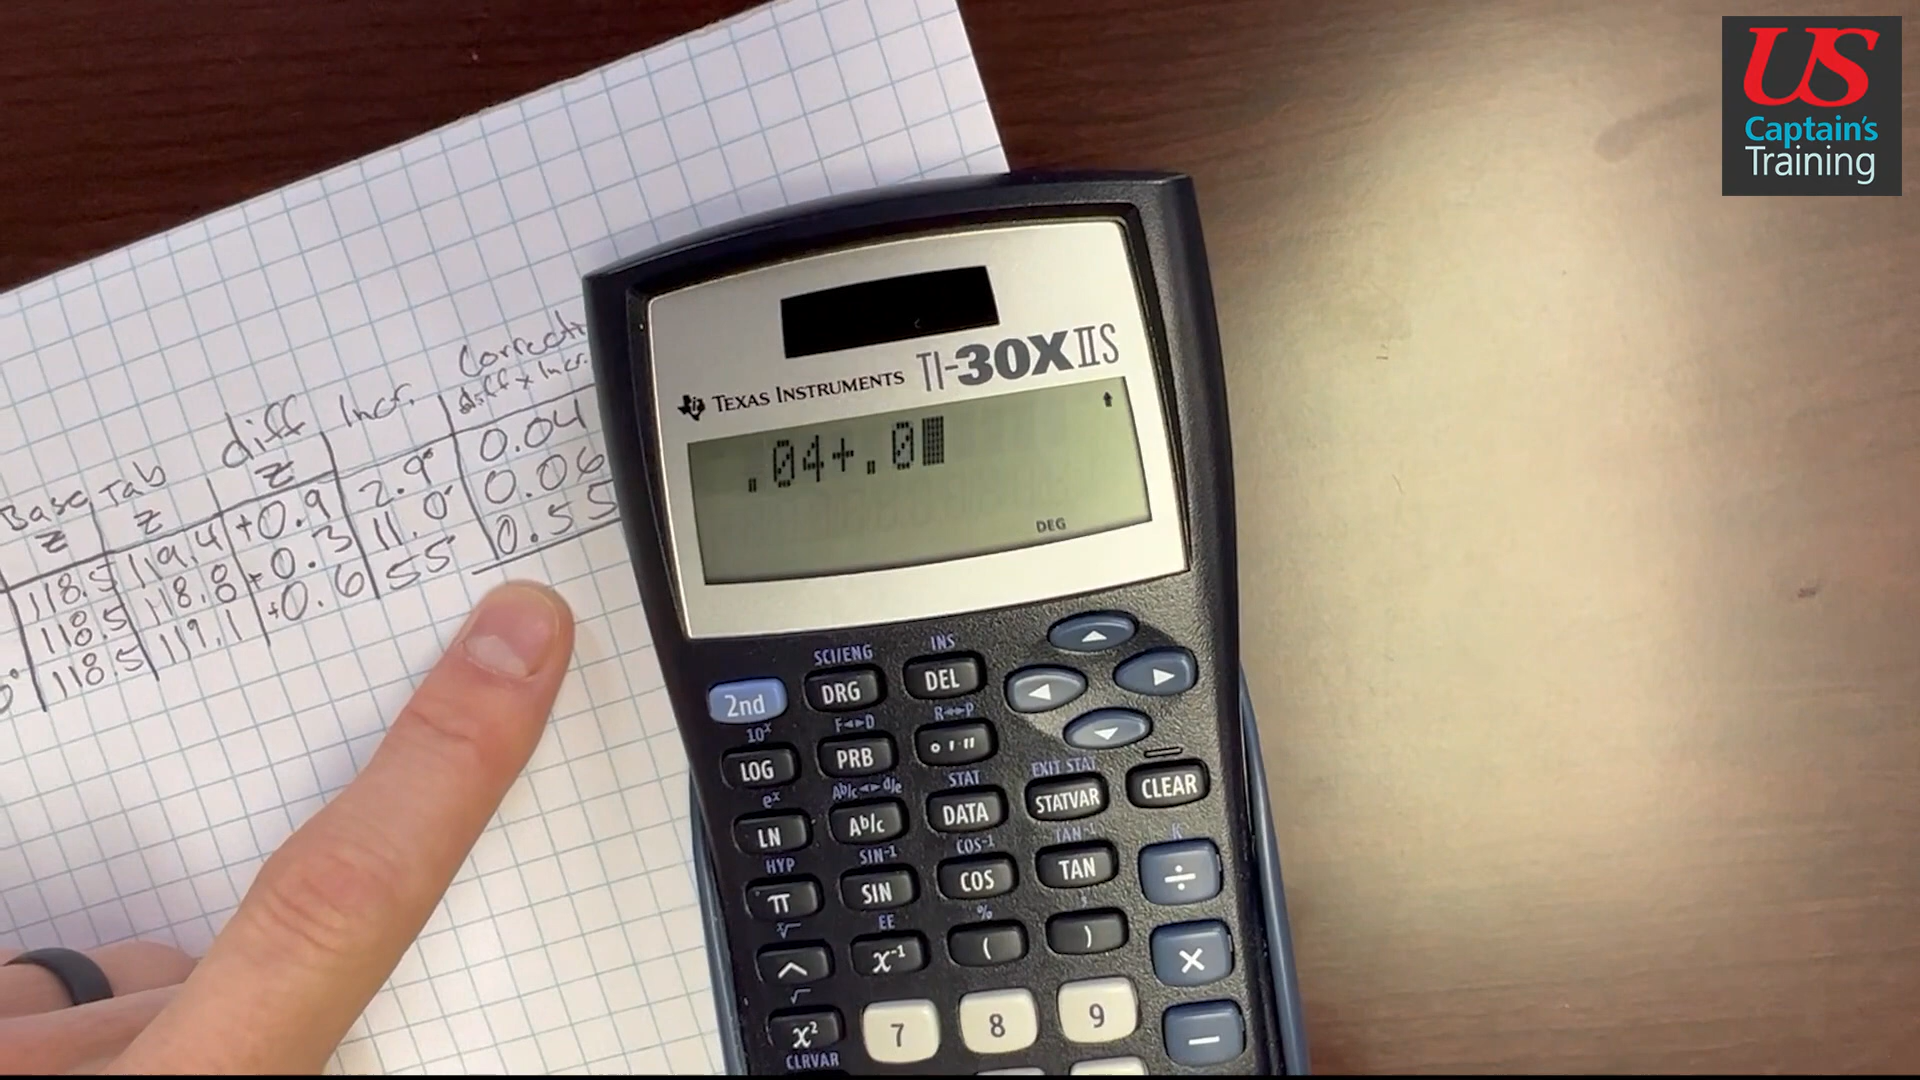 US
Captain's
Training
Correcti
diff x Incr.
Base Tab diff Incr.
z z z
118.5 119.4 +0.9 2.9' 0.04
118.5 118.8 +0.3 11.0' 0.06
118.5 119.1 +0.6 55' 0.55
TEXAS INSTRUMENTS TI-30X IIS
.04+.0
DEG
SCI/ENG INS
2nd DRG DEL
10^x F◄►D R◄►P
LOG PRB ° ' "
e^x Ab/c◄►d/e STAT EXIT STAT
LN Ab/c DATA STATVAR CLEAR
HYP SIN-1 COS-1 TAN-1 K
π SIN COS TAN ÷
x√ EE %
^ x-1 ( ) ×
√
x² 7 8 9 −
CLRVAR